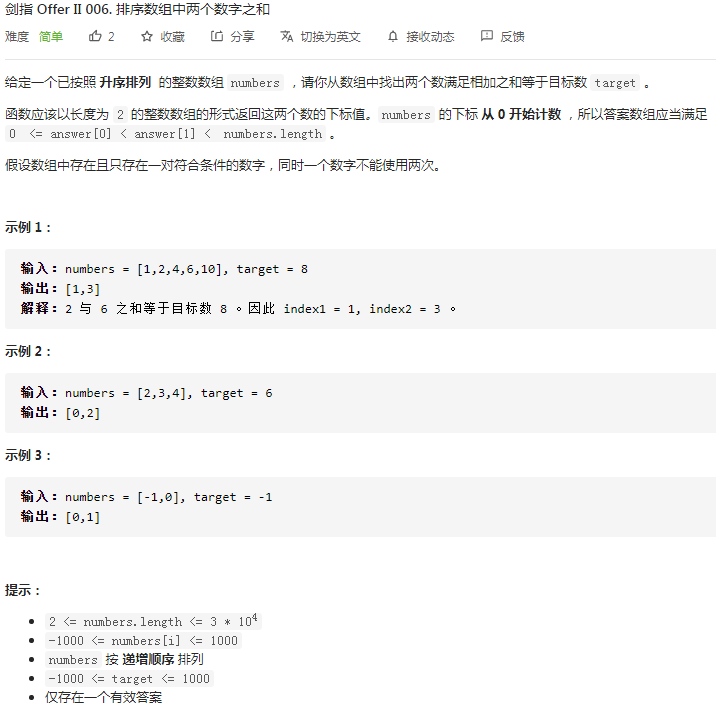 剑指 Offer II 006. 排序数组中两个数字之和
难度 简单 2 收藏 分享 切换为英文 接收动态 反馈
给定一个已按照 升序排列 的整数数组 numbers ，请你从数组中找出两个数满足相加之和等于目标数 target 。
函数应该以长度为 2 的整数数组的形式返回这两个数的下标值。numbers 的下标 从 0 开始计数 ，所以答案数组应当满足
0 <= answer[0] < answer[1] < numbers.length 。
假设数组中存在且只存在一对符合条件的数字，同时一个数字不能使用两次。
示例 1：
输入：numbers = [1,2,4,6,10], target = 8
输出：[1,3]
解释：2 与 6 之和等于目标数 8 。因此 index1 = 1, index2 = 3 。
示例 2：
输入：numbers = [2,3,4], target = 6
输出：[0,2]
示例 3：
输入：numbers = [-1,0], target = -1
输出：[0,1]
提示：
2 <= numbers.length <= 3 * 10⁴
-1000 <= numbers[i] <= 1000
numbers 按 递增顺序 排列
-1000 <= target <= 1000
仅存在一个有效答案